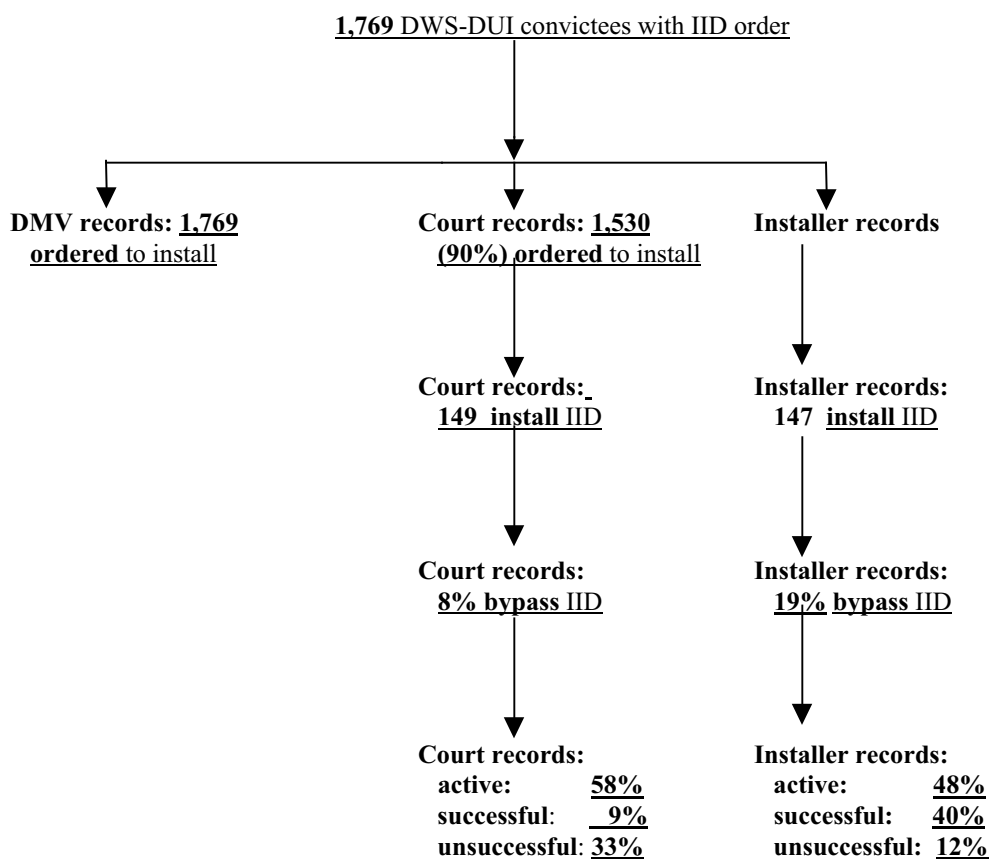 1,769 DWS-DUI convictees with IID order
DMV records: 1,769
ordered to install
Court records: 1,530
(90%) ordered to install
Installer records
Court records:
149 install IID
Installer records:
147 install IID
Court records:
8% bypass IID
Installer records:
19% bypass IID
Court records:
active: 58%
successful: 9%
unsuccessful: 33%
Installer records:
active: 48%
successful: 40%
unsuccessful: 12%